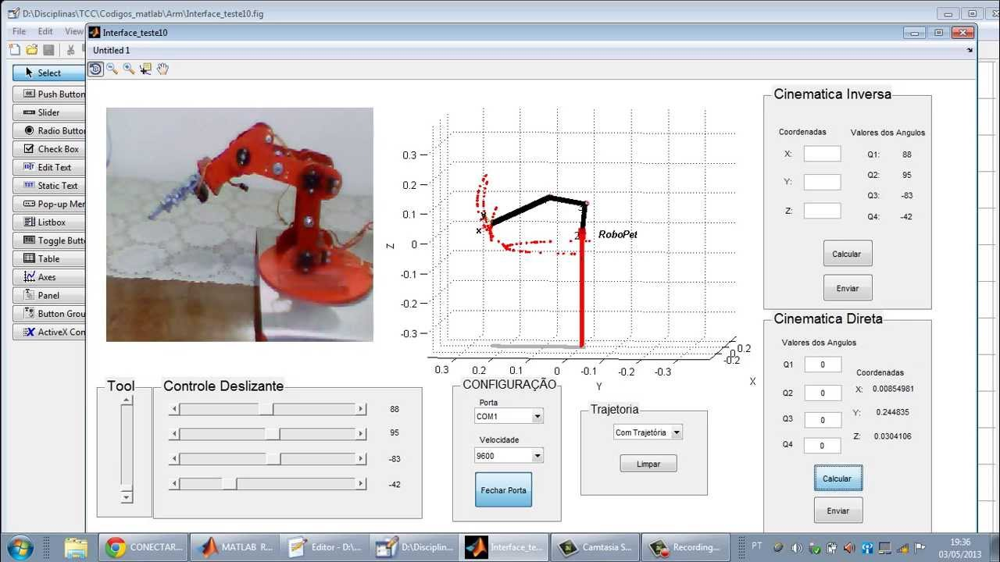 D:\Disciplinas\TCC\Codigos_matlab\Arm\Interface_teste10.fig
File Edit View
Interface_teste10
Untitled 1
Select
Push Button
Slider
Radio Butto
Check Box
Edit Text
Static Text
Pop-up Mer
Listbox
Toggle Butt
Table
Axes
Panel
Button Grou
ActiveX Con
0.3
0.2
0.1
0
-0.1
-0.2
-0.3
Z
RoboPet
0.3 0.2 0.1 0 -0.1 -0.2 -0.3
Y
0.2
0
-0.2
X
Cinematica Inversa
Coordenadas Valores dos Angulos
X: Q1: 88
Y: Q2: 95
Z: Q3: -83
Q4: -42
Calcular
Enviar
Cinematica Direta
Valores dos Angulos
Coordenadas
Q1 0
X: 0.00854981
Q2 0
Y: 0.244835
Q3 0
Z: 0.0304106
Q4 0
Calcular
Enviar
Tool
Controle Deslizante
88
95
-83
-42
CONFIGURAÇÃO
Porta
COM1
Velocidade
9600
Fechar Porta
Trajetoria
Com Trajetória
Limpar
CONECTAR...
MATLAB R...
Editor - D:\...
D:\Disciplin...
Interface_te...
Camtasia S...
Recording...
PT
19:36
03/05/2013